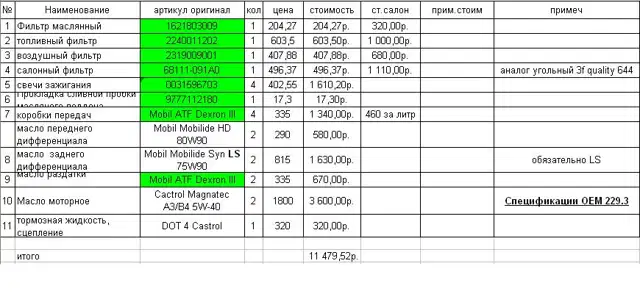 № Наименование артикул оригинал кол цена стоимость ст.салон прим.стоим примеч
1 Фильтр маслянный 1621803009 1 204,27 204,27р. 320,00р.
2 топливный фильтр 2240011202 1 603,5 603,50р. 1 000,00р.
3 воздушный фильтр 2319009001 1 407,88 407,88р. 680,00р.
4 салонный фильтр 68111-091A0 1 496,37 496,37р. 1 110,00р. аналог угольный 3f quality 644
5 свечи зажигания 0031596703 4 402,55 1 610,20р.
6 Прокладка сливной пробки 9777112180 1 17,3 17,30р.
масляного поддона
7 коробки передач Mobil ATF Dexron III 4 335 1 340,00р. 460 за литр
масло переднего Mobil Mobilide HD 2 290 580,00р.
дифференциала 80W90
8 масло заднего Mobil Mobilide Syn LS 2 815 1 630,00р. обязательно LS
дифференциала 75W90
9 масло раздатки Mobil ATF Dexron III 2 335 670,00р.
10 Масло моторное Cactrol Magnatec 2 1800 3 600,00р. Спецификации OEM 229.3
A3/B4 5W-40
11 тормозная жидкость, DOT 4 Castrol 1 320 320,00р.
сцепление
итого 11 479,52р.